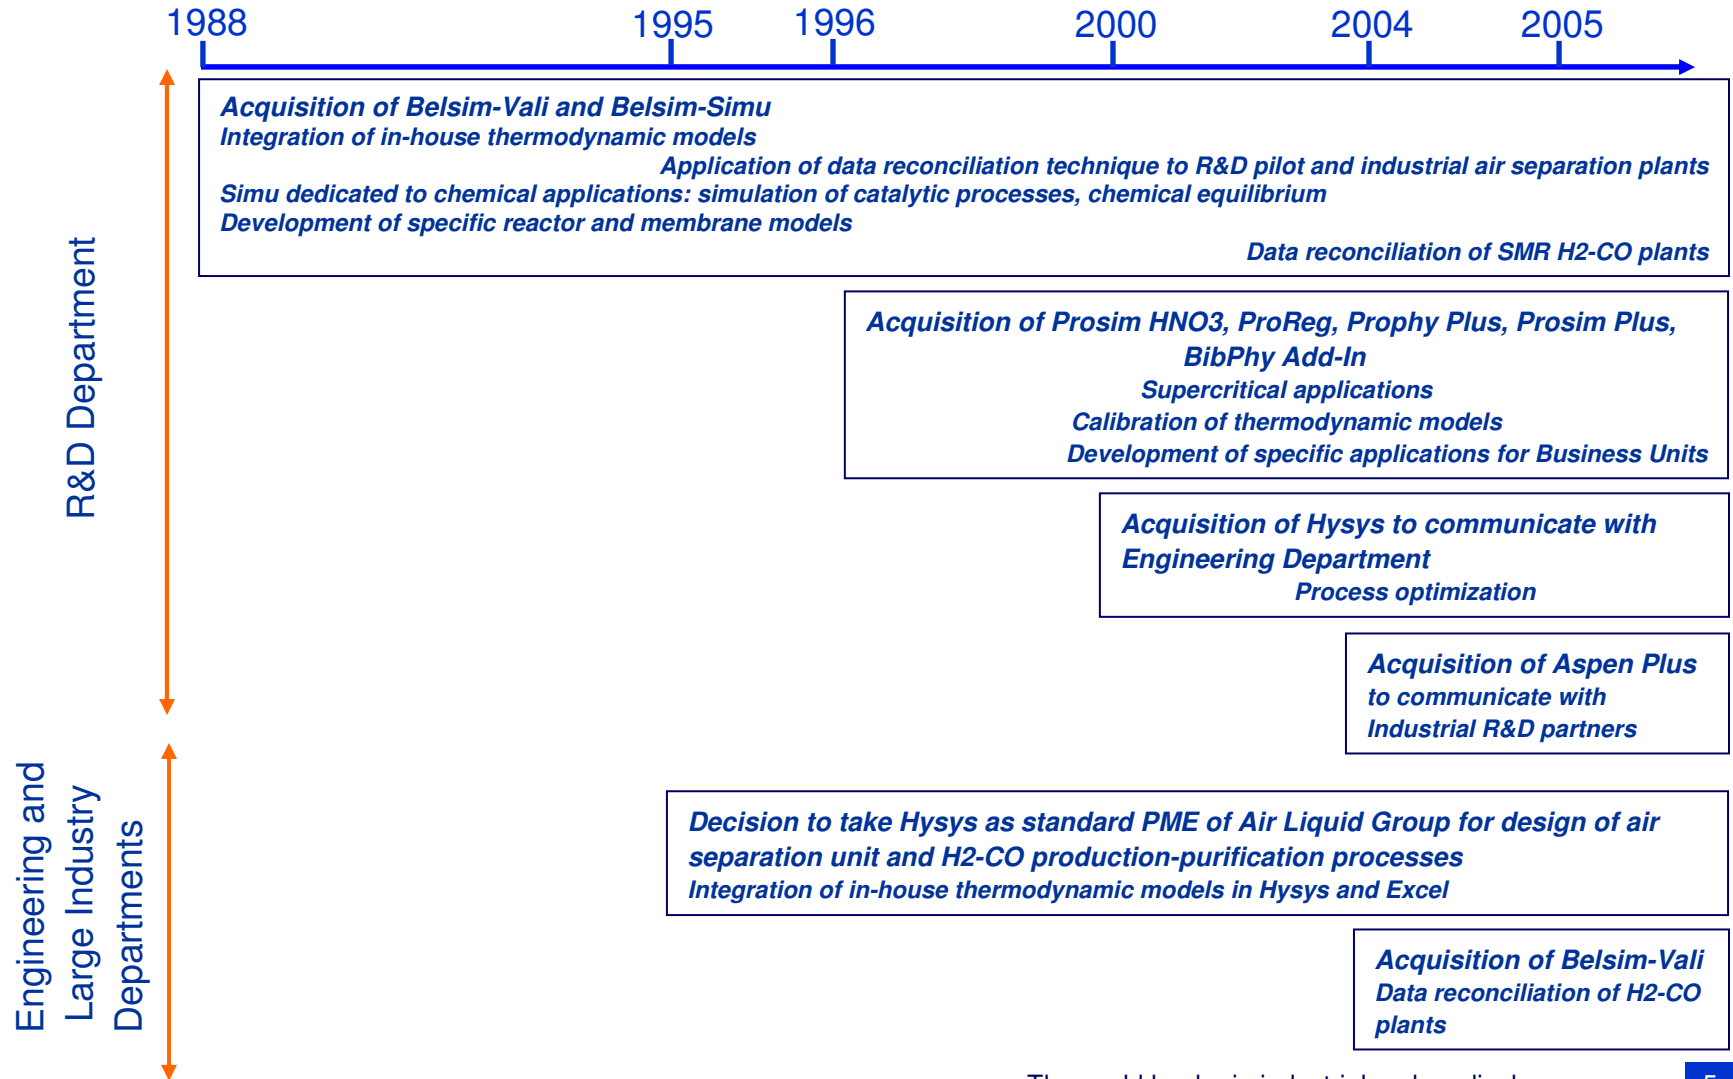 1988 1995 1996 2000 2004 2005
R&D Department
Acquisition of Belsim-Vali and Belsim-Simu
Integration of in-house thermodynamic models
Application of data reconciliation technique to R&D pilot and industrial air separation plants
Simu dedicated to chemical applications: simulation of catalytic processes, chemical equilibrium
Development of specific reactor and membrane models
Data reconciliation of SMR H2-CO plants
Acquisition of Prosim HNO3, ProReg, Prophy Plus, Prosim Plus,
BibPhy Add-In
Supercritical applications
Calibration of thermodynamic models
Development of specific applications for Business Units
Acquisition of Hysys to communicate with
Engineering Department
Process optimization
Acquisition of Aspen Plus
to communicate with
Industrial R&D partners
Engineering and
Large Industry
Departments
Decision to take Hysys as standard PME of Air Liquid Group for design of air
separation unit and H2-CO production-purification processes
Integration of in-house thermodynamic models in Hysys and Excel
Acquisition of Belsim-Vali
Data reconciliation of H2-CO
plants